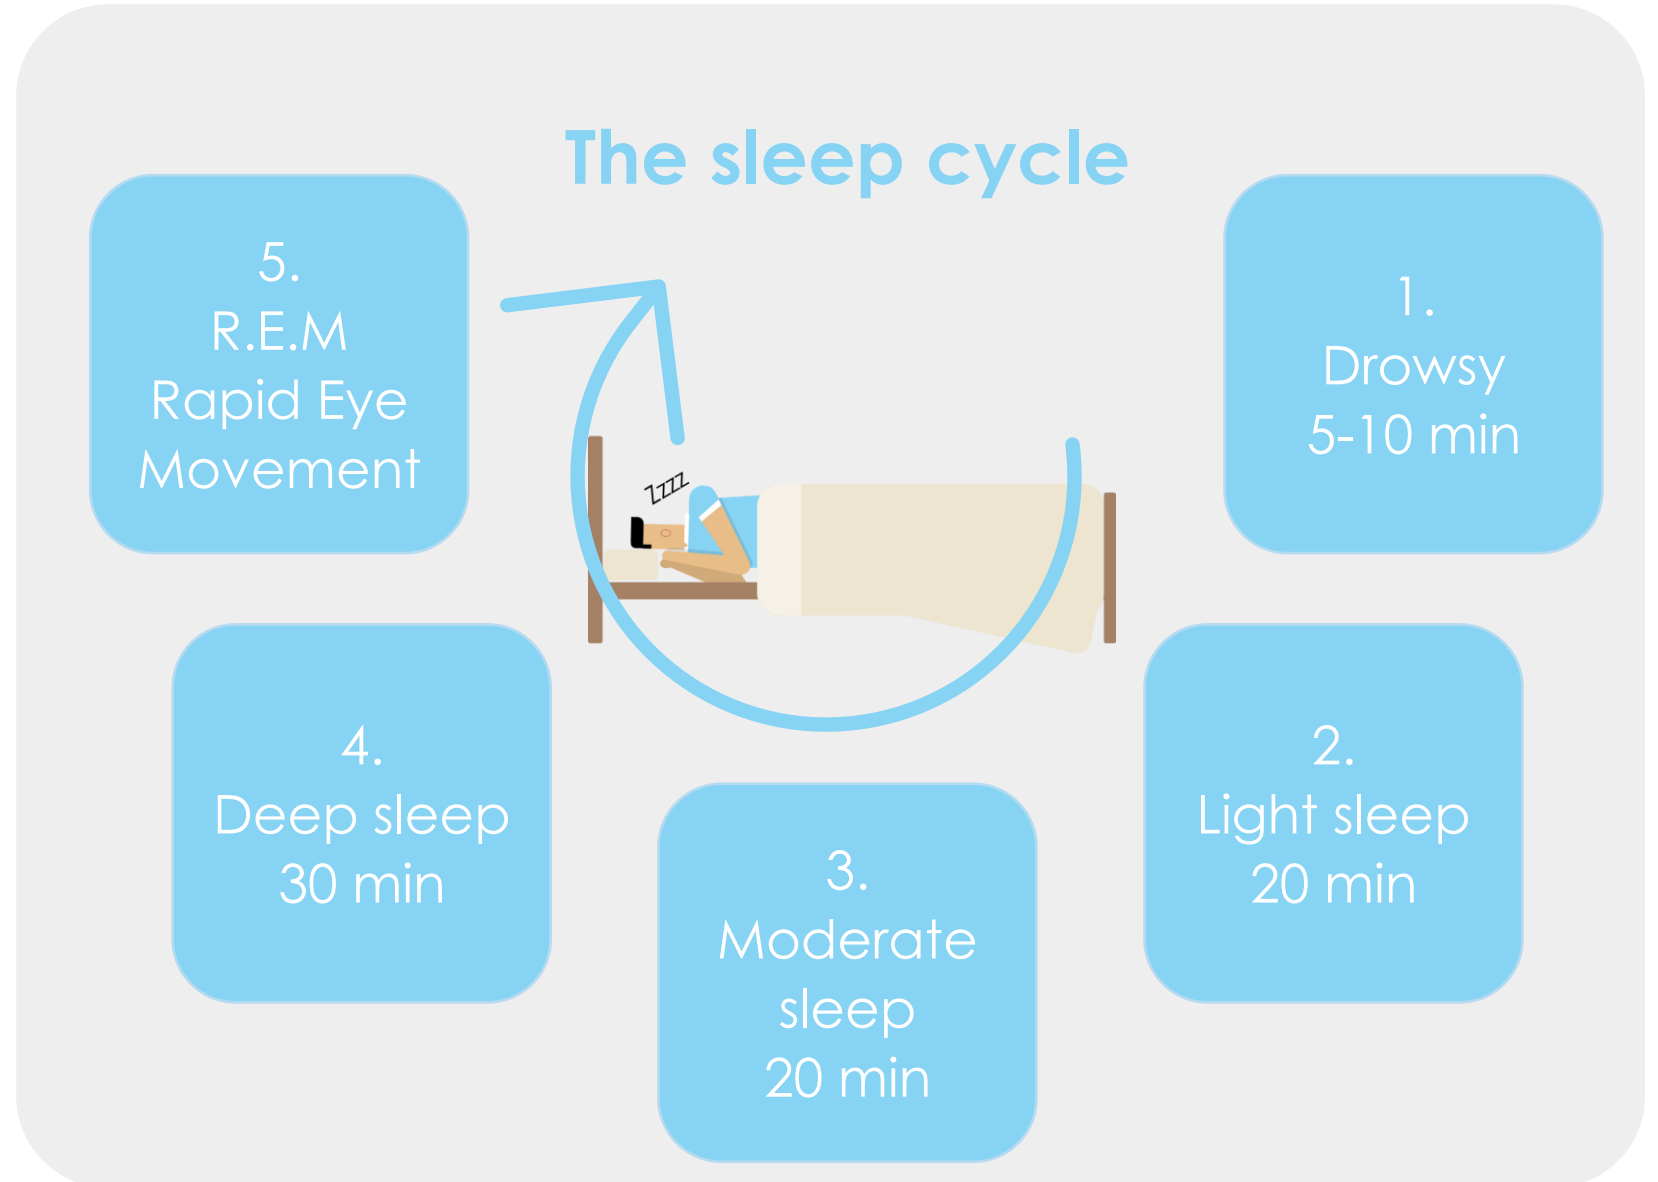 The sleep cycle
1.
Drowsy
5-10 min
2.
Light sleep
20 min
3.
Moderate
sleep
20 min
4.
Deep sleep
30 min
5.
R.E.M
Rapid Eye
Movement
Zzzz